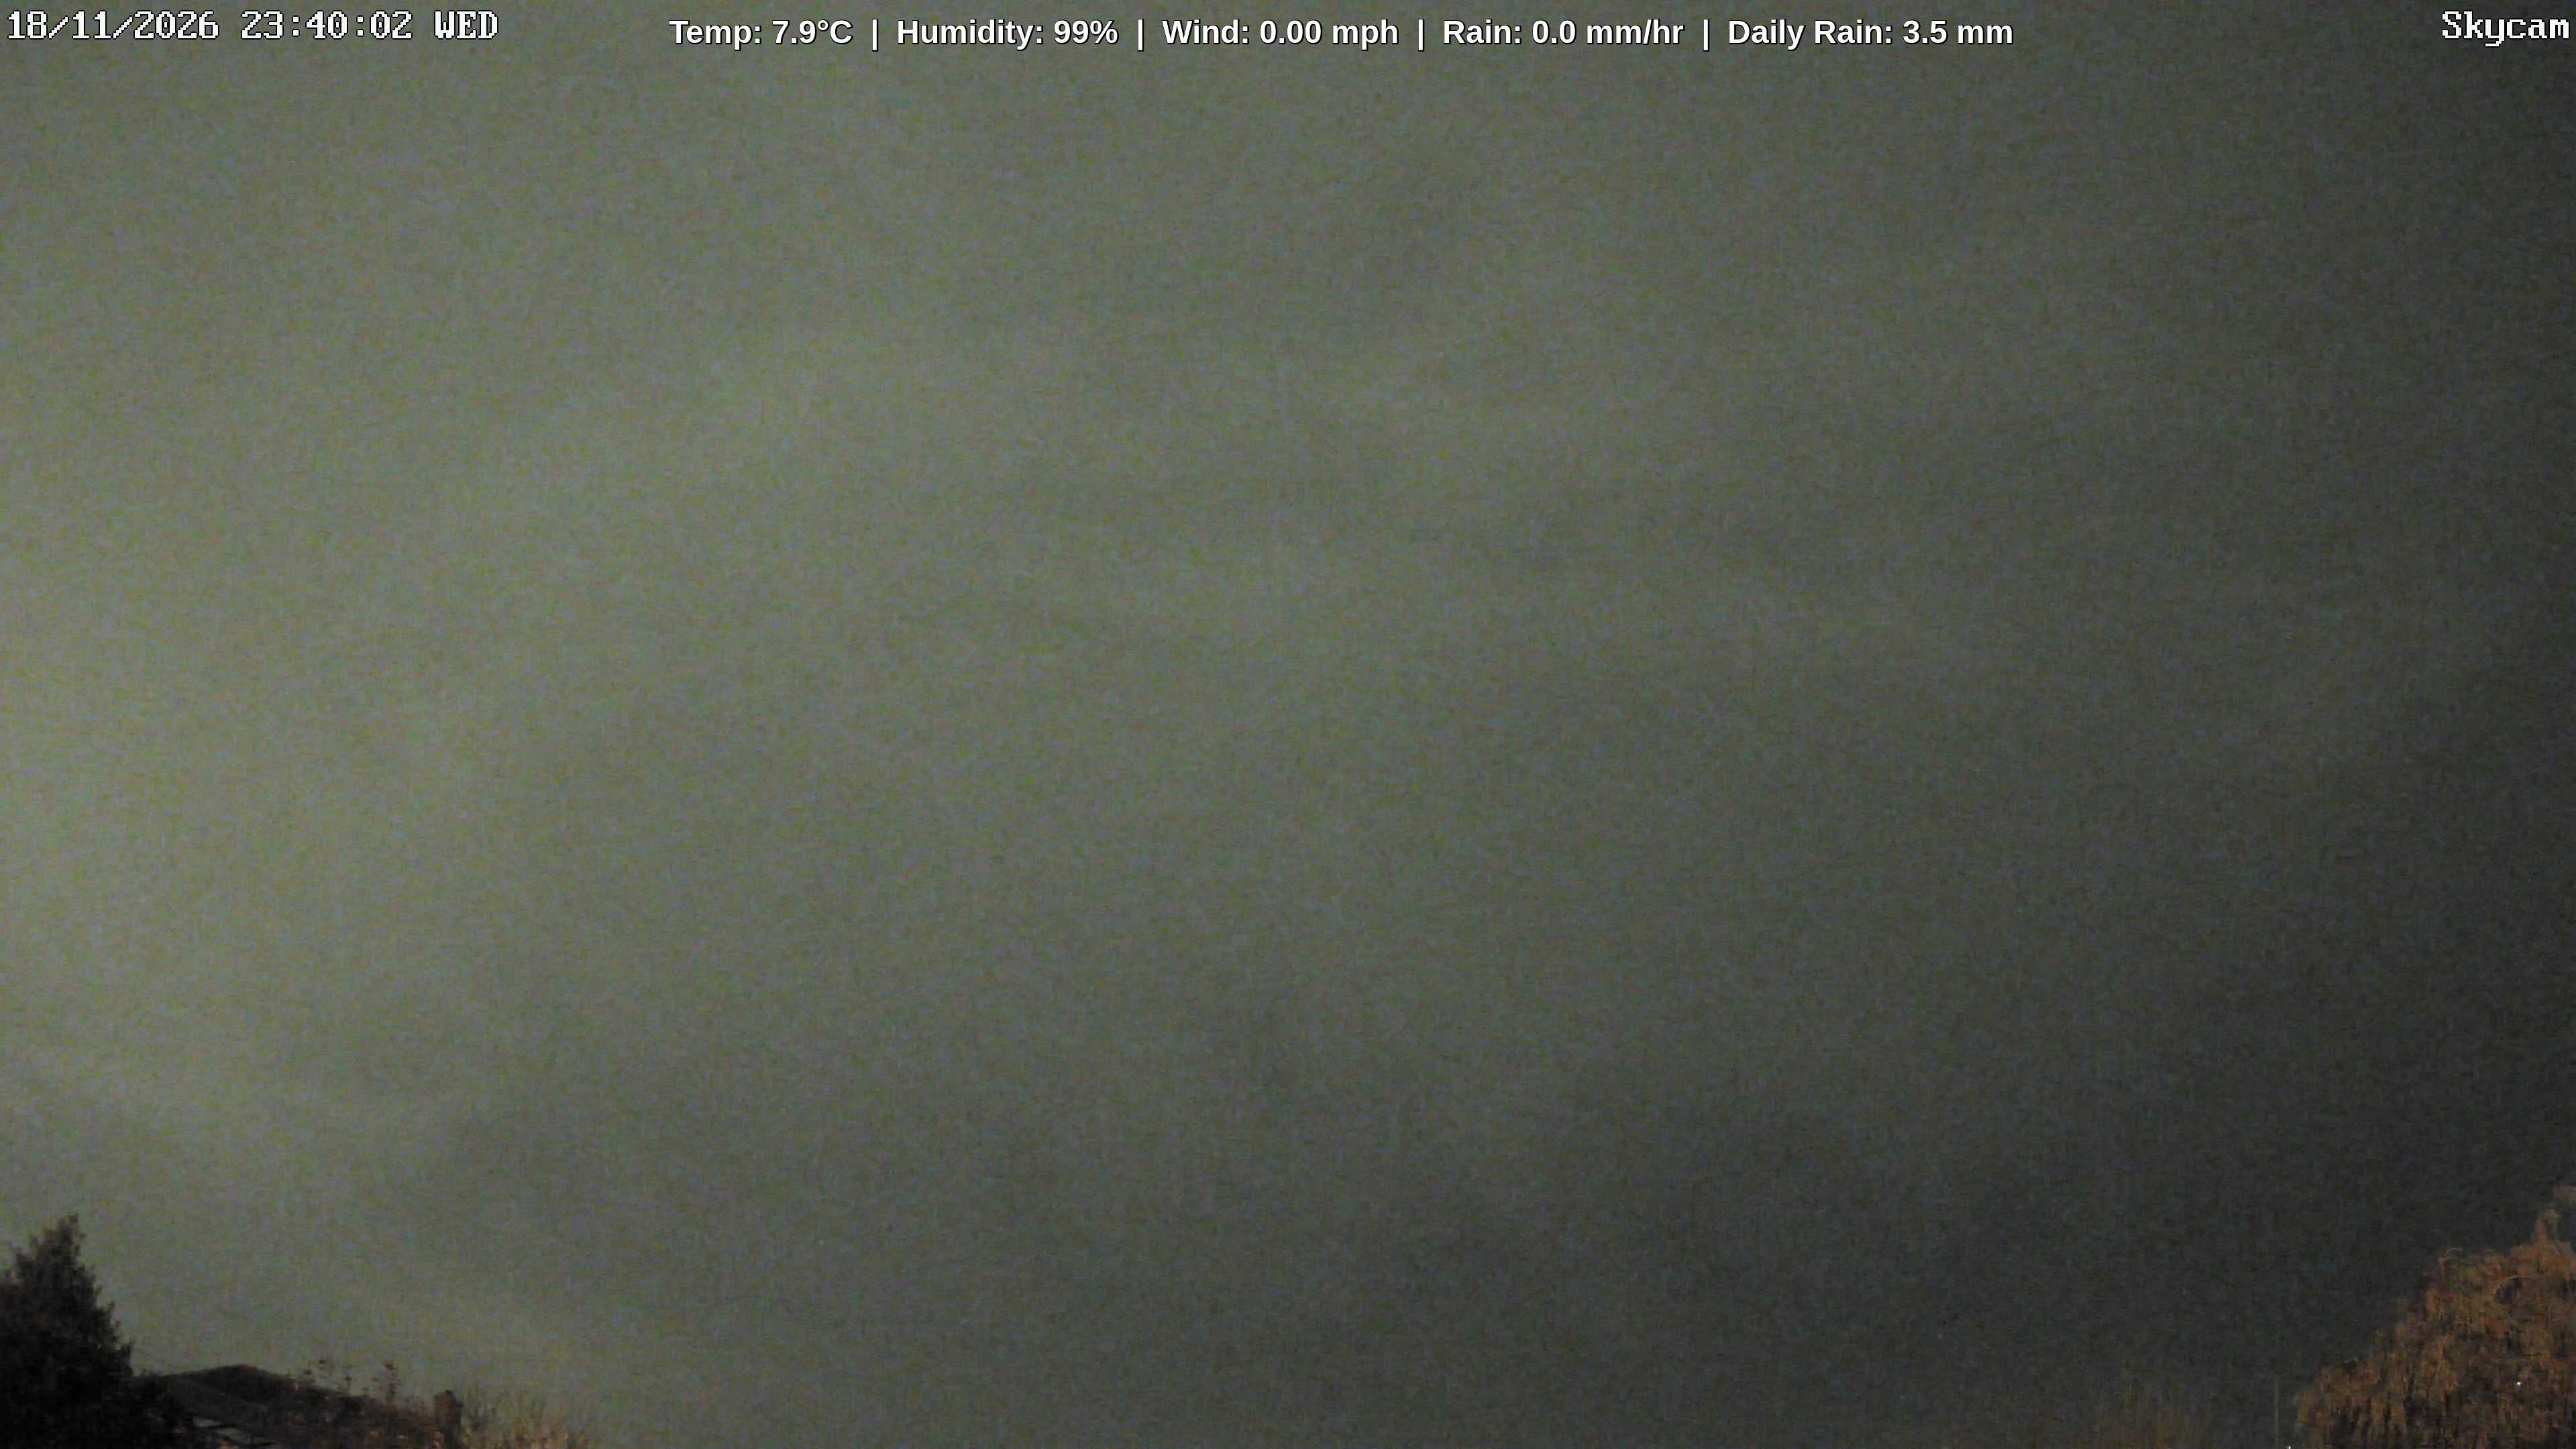 18/11/2026 23:40:02 WED
Temp: 7.9°C | Humidity: 99% | Wind: 0.00 mph | Rain: 0.0 mm/hr | Daily Rain: 3.5 mm
Skycam